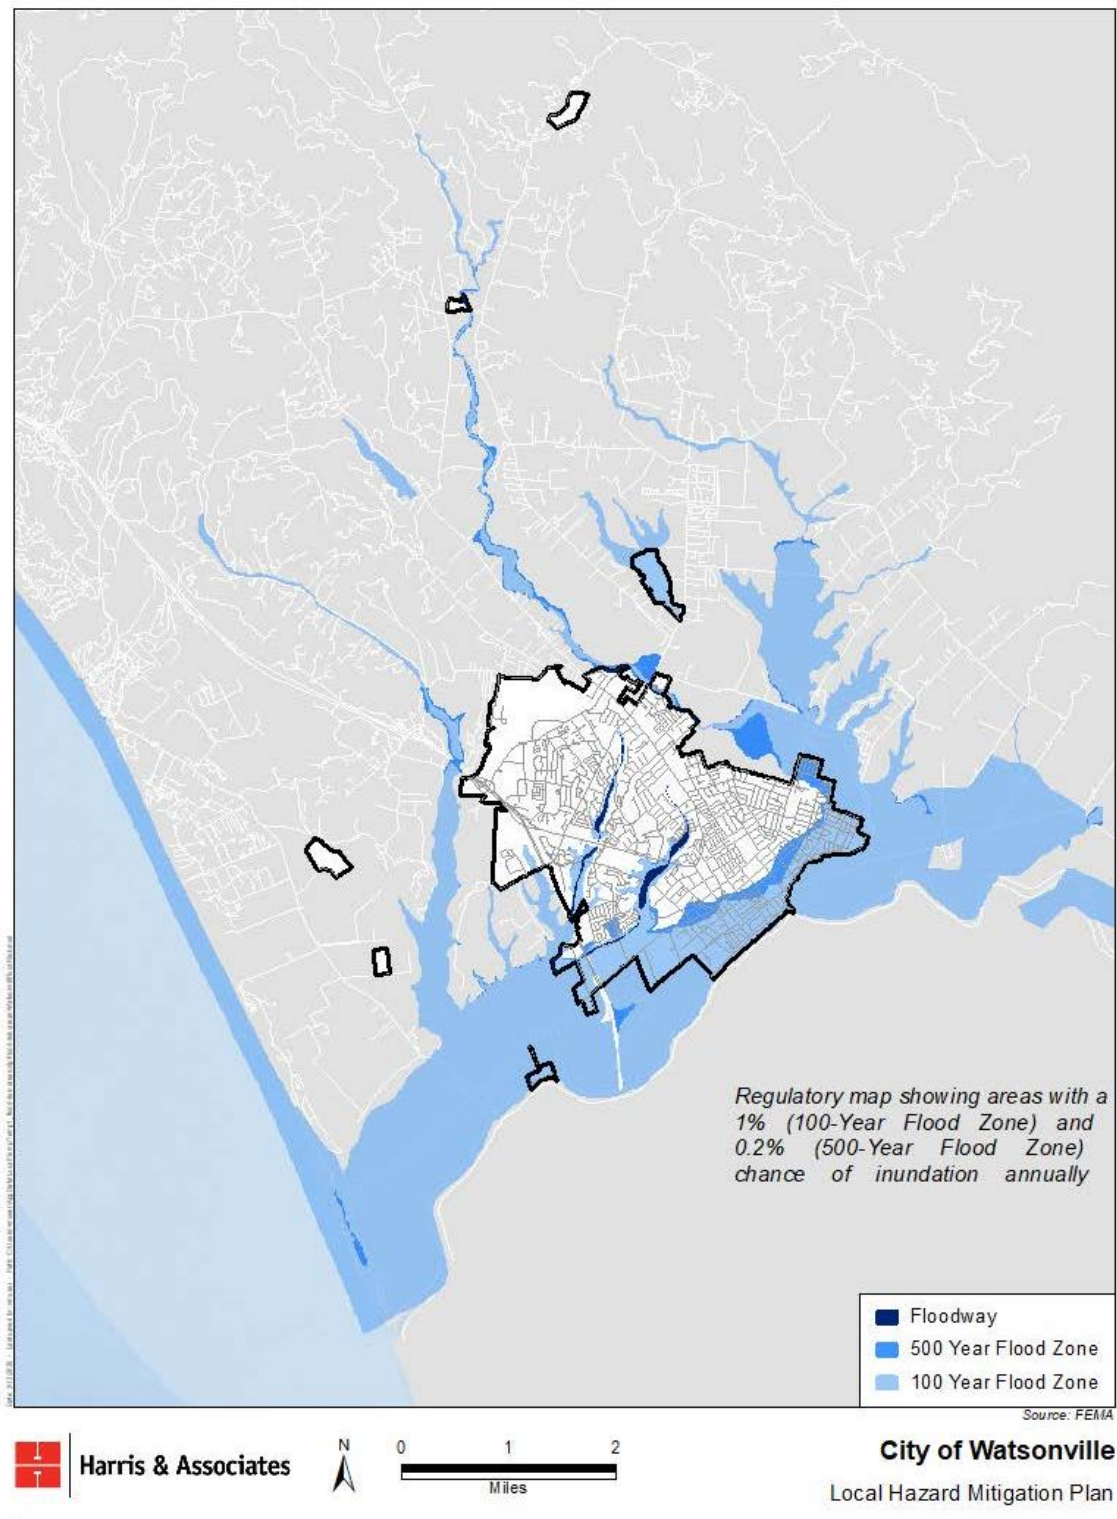 Regulatory map showing areas with a
1% (100-Year Flood Zone) and
0.2% (500-Year Flood Zone)
chance of inundation annually
Floodway
500 Year Flood Zone
100 Year Flood Zone
Source: FEMA
Harris & Associates
N
0 1 2
Miles
City of Watsonville
Local Hazard Mitigation Plan